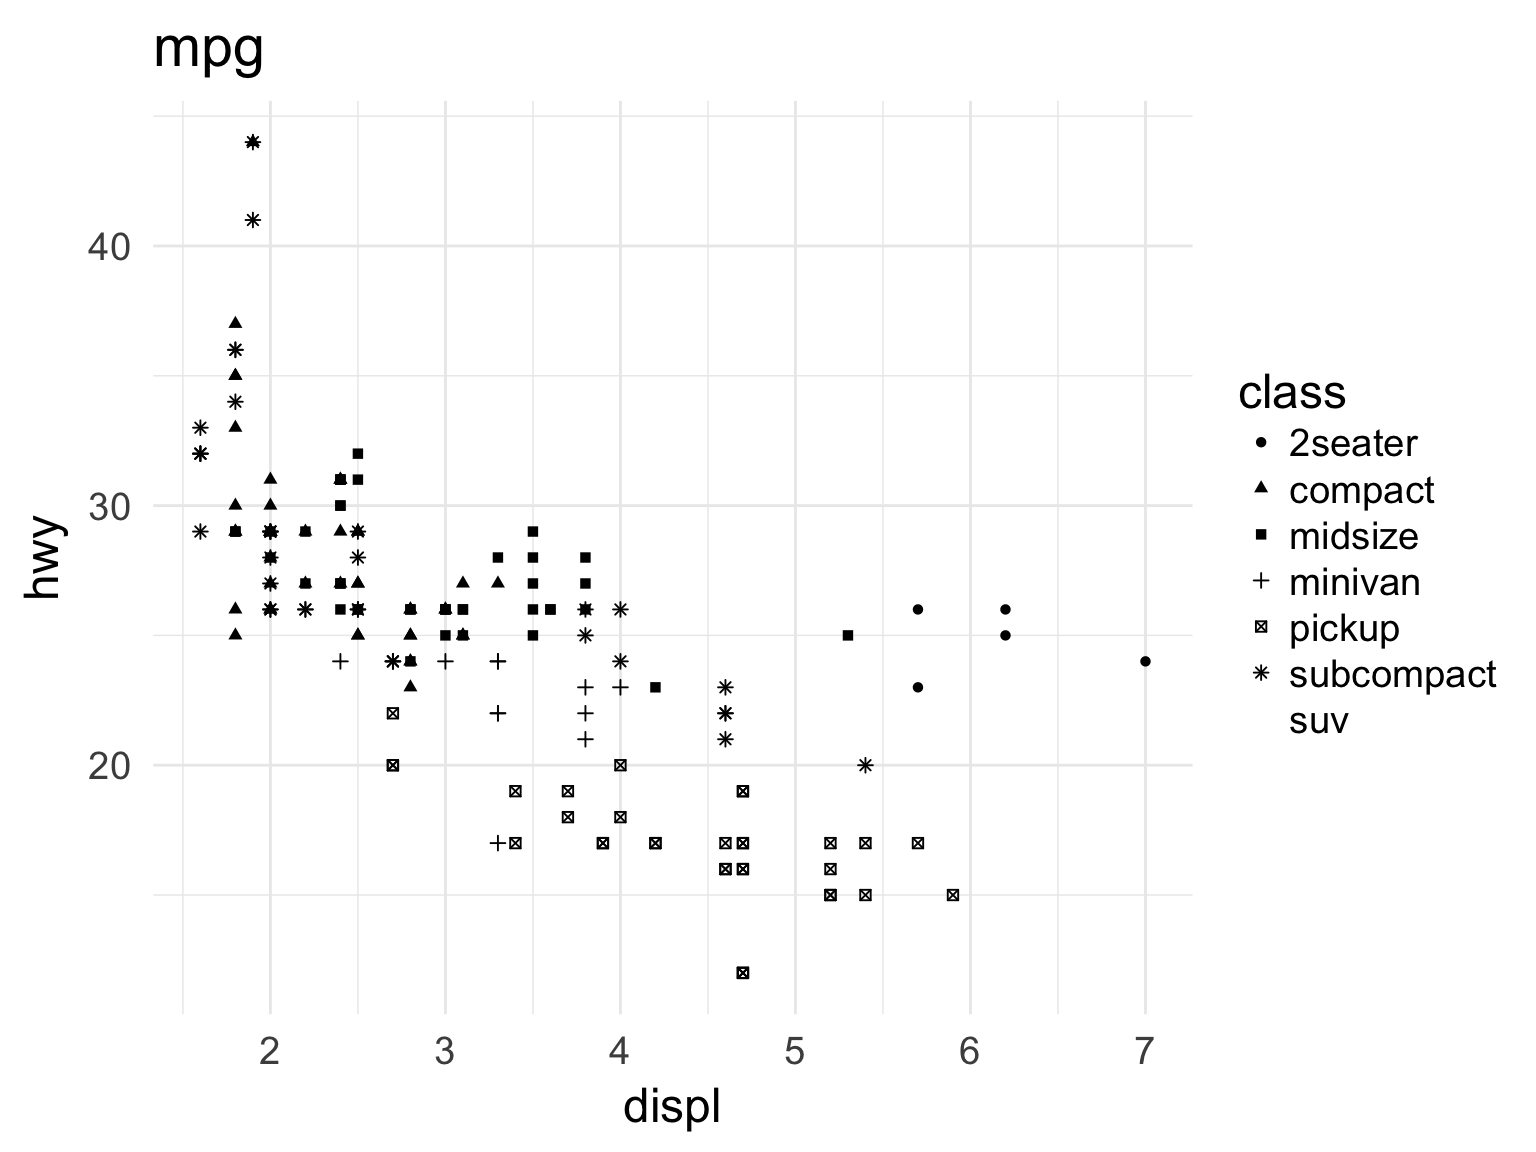 mpg
40
30
20
hwy
2 3 4 5 6 7
displ
class
2seater
compact
midsize
minivan
pickup
subcompact
suv